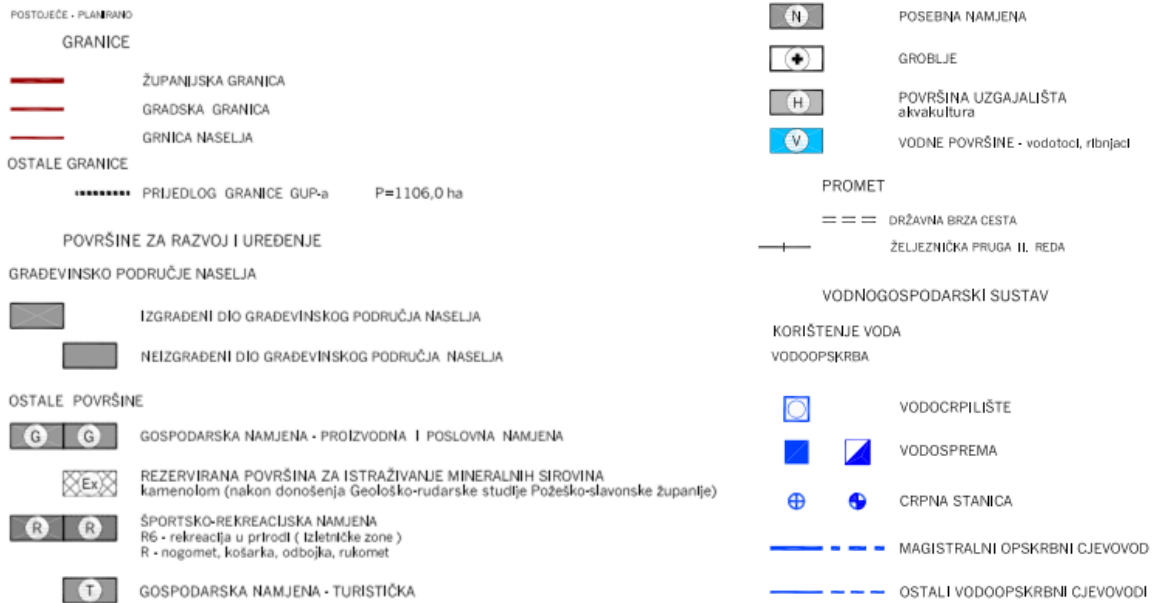 POSTOJEĆE - PLANIRANO
GRANICE
ŽUPANIJSKA GRANICA
GRADSKA GRANICA
GRNICA NASELJA
OSTALE GRANICE
PRIJEDLOG GRANICE GUP-a P=1106,0 ha
POVRŠINE ZA RAZVOJ I UREĐENJE
GRAĐEVINSKO PODRUČJE NASELJA
IZGRAĐENI DIO GRAĐEVINSKOG PODRUČJA NASELJA
NEIZGRAĐENI DIO GRAĐEVINSKOG PODRUČJA NASELJA
OSTALE POVRŠINE
G G GOSPODARSKA NAMJENA - PROIZVODNA I POSLOVNA NAMJENA
Ex REZERVIRANA POVRŠINA ZA ISTRAŽIVANJE MINERALNIH SIROVINA
kamenolom (nakon donošenja Geološko-rudarske studije Požeško-slavonske županije)
R R ŠPORTSKO-REKREACIJSKA NAMJENA
R6 - rekreacija u prirodi ( izletničke zone )
R - nogomet, košarka, odbojka, rukomet
T GOSPODARSKA NAMJENA - TURISTIČKA
N POSEBNA NAMJENA
GROBLJE
H POVRŠINA UZGAJALIŠTA
akvakultura
V VODNE POVRŠINE - vodotoci, ribnjaci
PROMET
DRŽAVNA BRZA CESTA
ŽELJEZNIČKA PRUGA II. REDA
VODNOGOSPODARSKI SUSTAV
KORIŠTENJE VODA
VODOOPSKRBA
VODOCRPILIŠTE
VODOSPREMA
CRPNA STANICA
MAGISTRALNI OPSKRBNI CJEVOVOD
OSTALI VODOOPSKRBNI CJEVOVODI